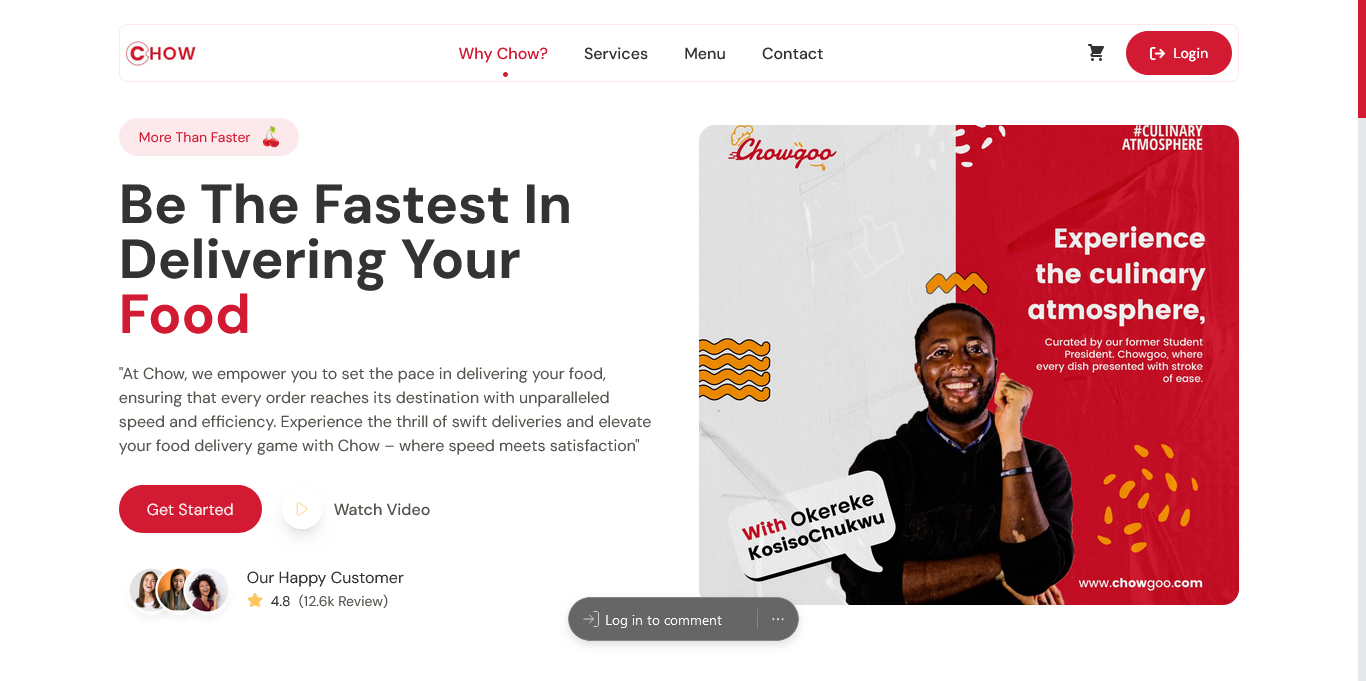 CHOW
Why Chow?
Services
Menu
Contact
Login
More Than Faster
Be The Fastest In
Delivering Your
Food
"At Chow, we empower you to set the pace in delivering your food,
ensuring that every order reaches its destination with unparalleled
speed and efficiency. Experience the thrill of swift deliveries and elevate
your food delivery game with Chow – where speed meets satisfaction"
Get Started
Watch Video
Our Happy Customer
4.8 (12.6k Review)
Chowgoo
#CULINARY
ATMOSPHERE
Experience
the culinary
atmosphere,
Curated by our former Student
President. Chowgoo, where
every dish presented with stroke
of ease.
With Okereke
KosisoChukwu
www.chowgoo.com
Log in to comment